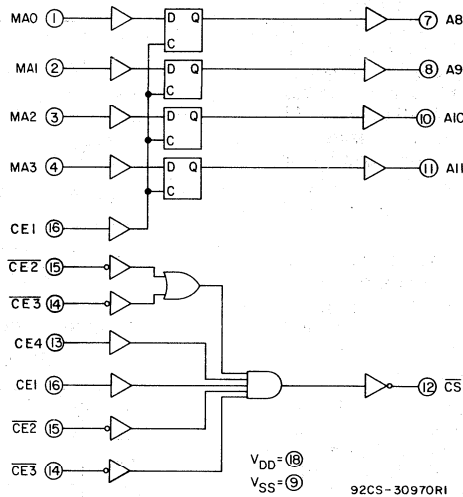 MA0 1 D Q C 7 A8
MA1 2 D Q C 8 A9
MA2 3 D Q C 10 A10
MA3 4 D Q C 11 A11
CE1 16
CE2 15
CE3 14
CE4 13
CE1 16 12 CS
CE2 15
CE3 14
VDD=18
VSS=9
92CS-30970R1